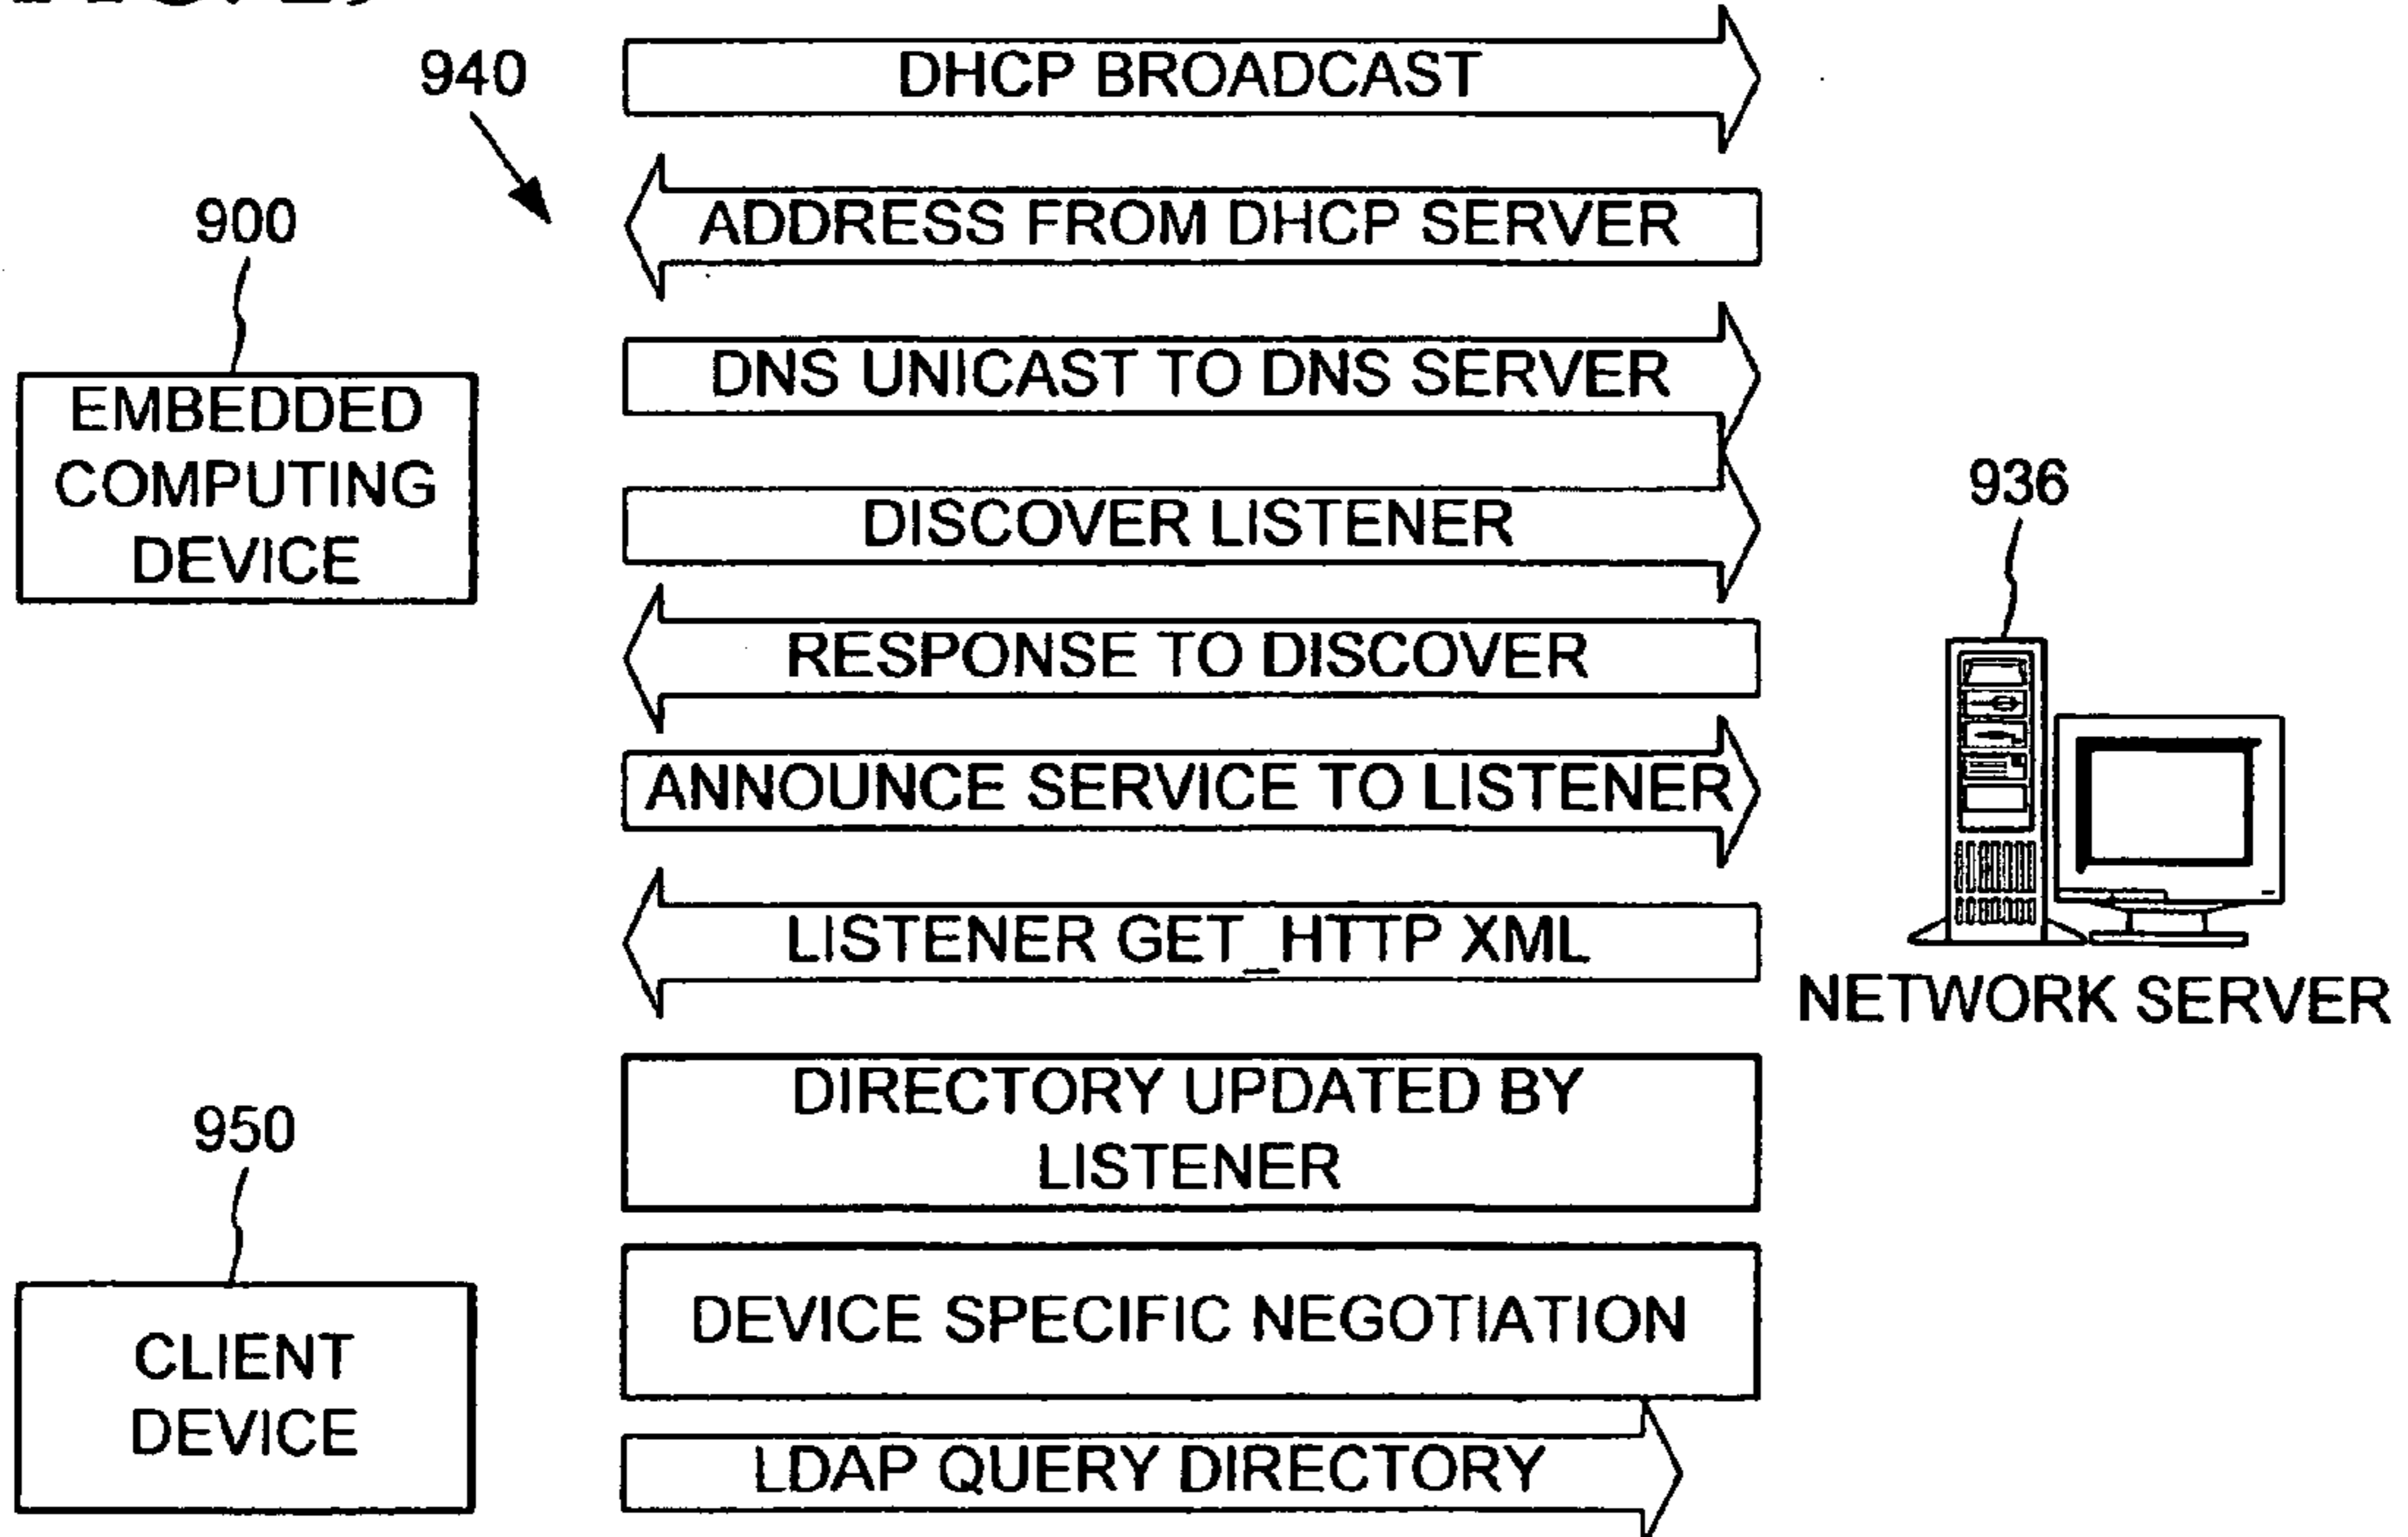 940
DHCP BROADCAST
900
ADDRESS FROM DHCP SERVER
DNS UNICAST TO DNS SERVER
EMBEDDED
COMPUTING
DEVICE
DISCOVER LISTENER
936
RESPONSE TO DISCOVER
ANNOUNCE SERVICE TO LISTENER
LISTENER GET_HTTP XML
NETWORK SERVER
DIRECTORY UPDATED BY
LISTENER
950
DEVICE SPECIFIC NEGOTIATION
CLIENT
DEVICE
LDAP QUERY DIRECTORY